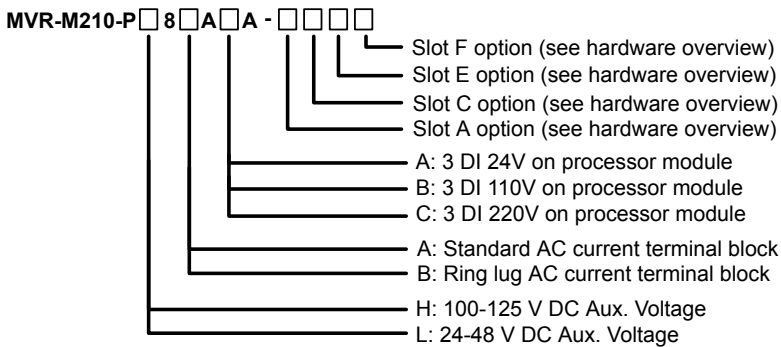 MVR-M210-P□8□A□A-□□□□
Slot F option (see hardware overview)
Slot E option (see hardware overview)
Slot C option (see hardware overview)
Slot A option (see hardware overview)
A: 3 DI 24V on processor module
B: 3 DI 110V on processor module
C: 3 DI 220V on processor module
A: Standard AC current terminal block
B: Ring lug AC current terminal block
H: 100-125 V DC Aux. Voltage
L: 24-48 V DC Aux. Voltage